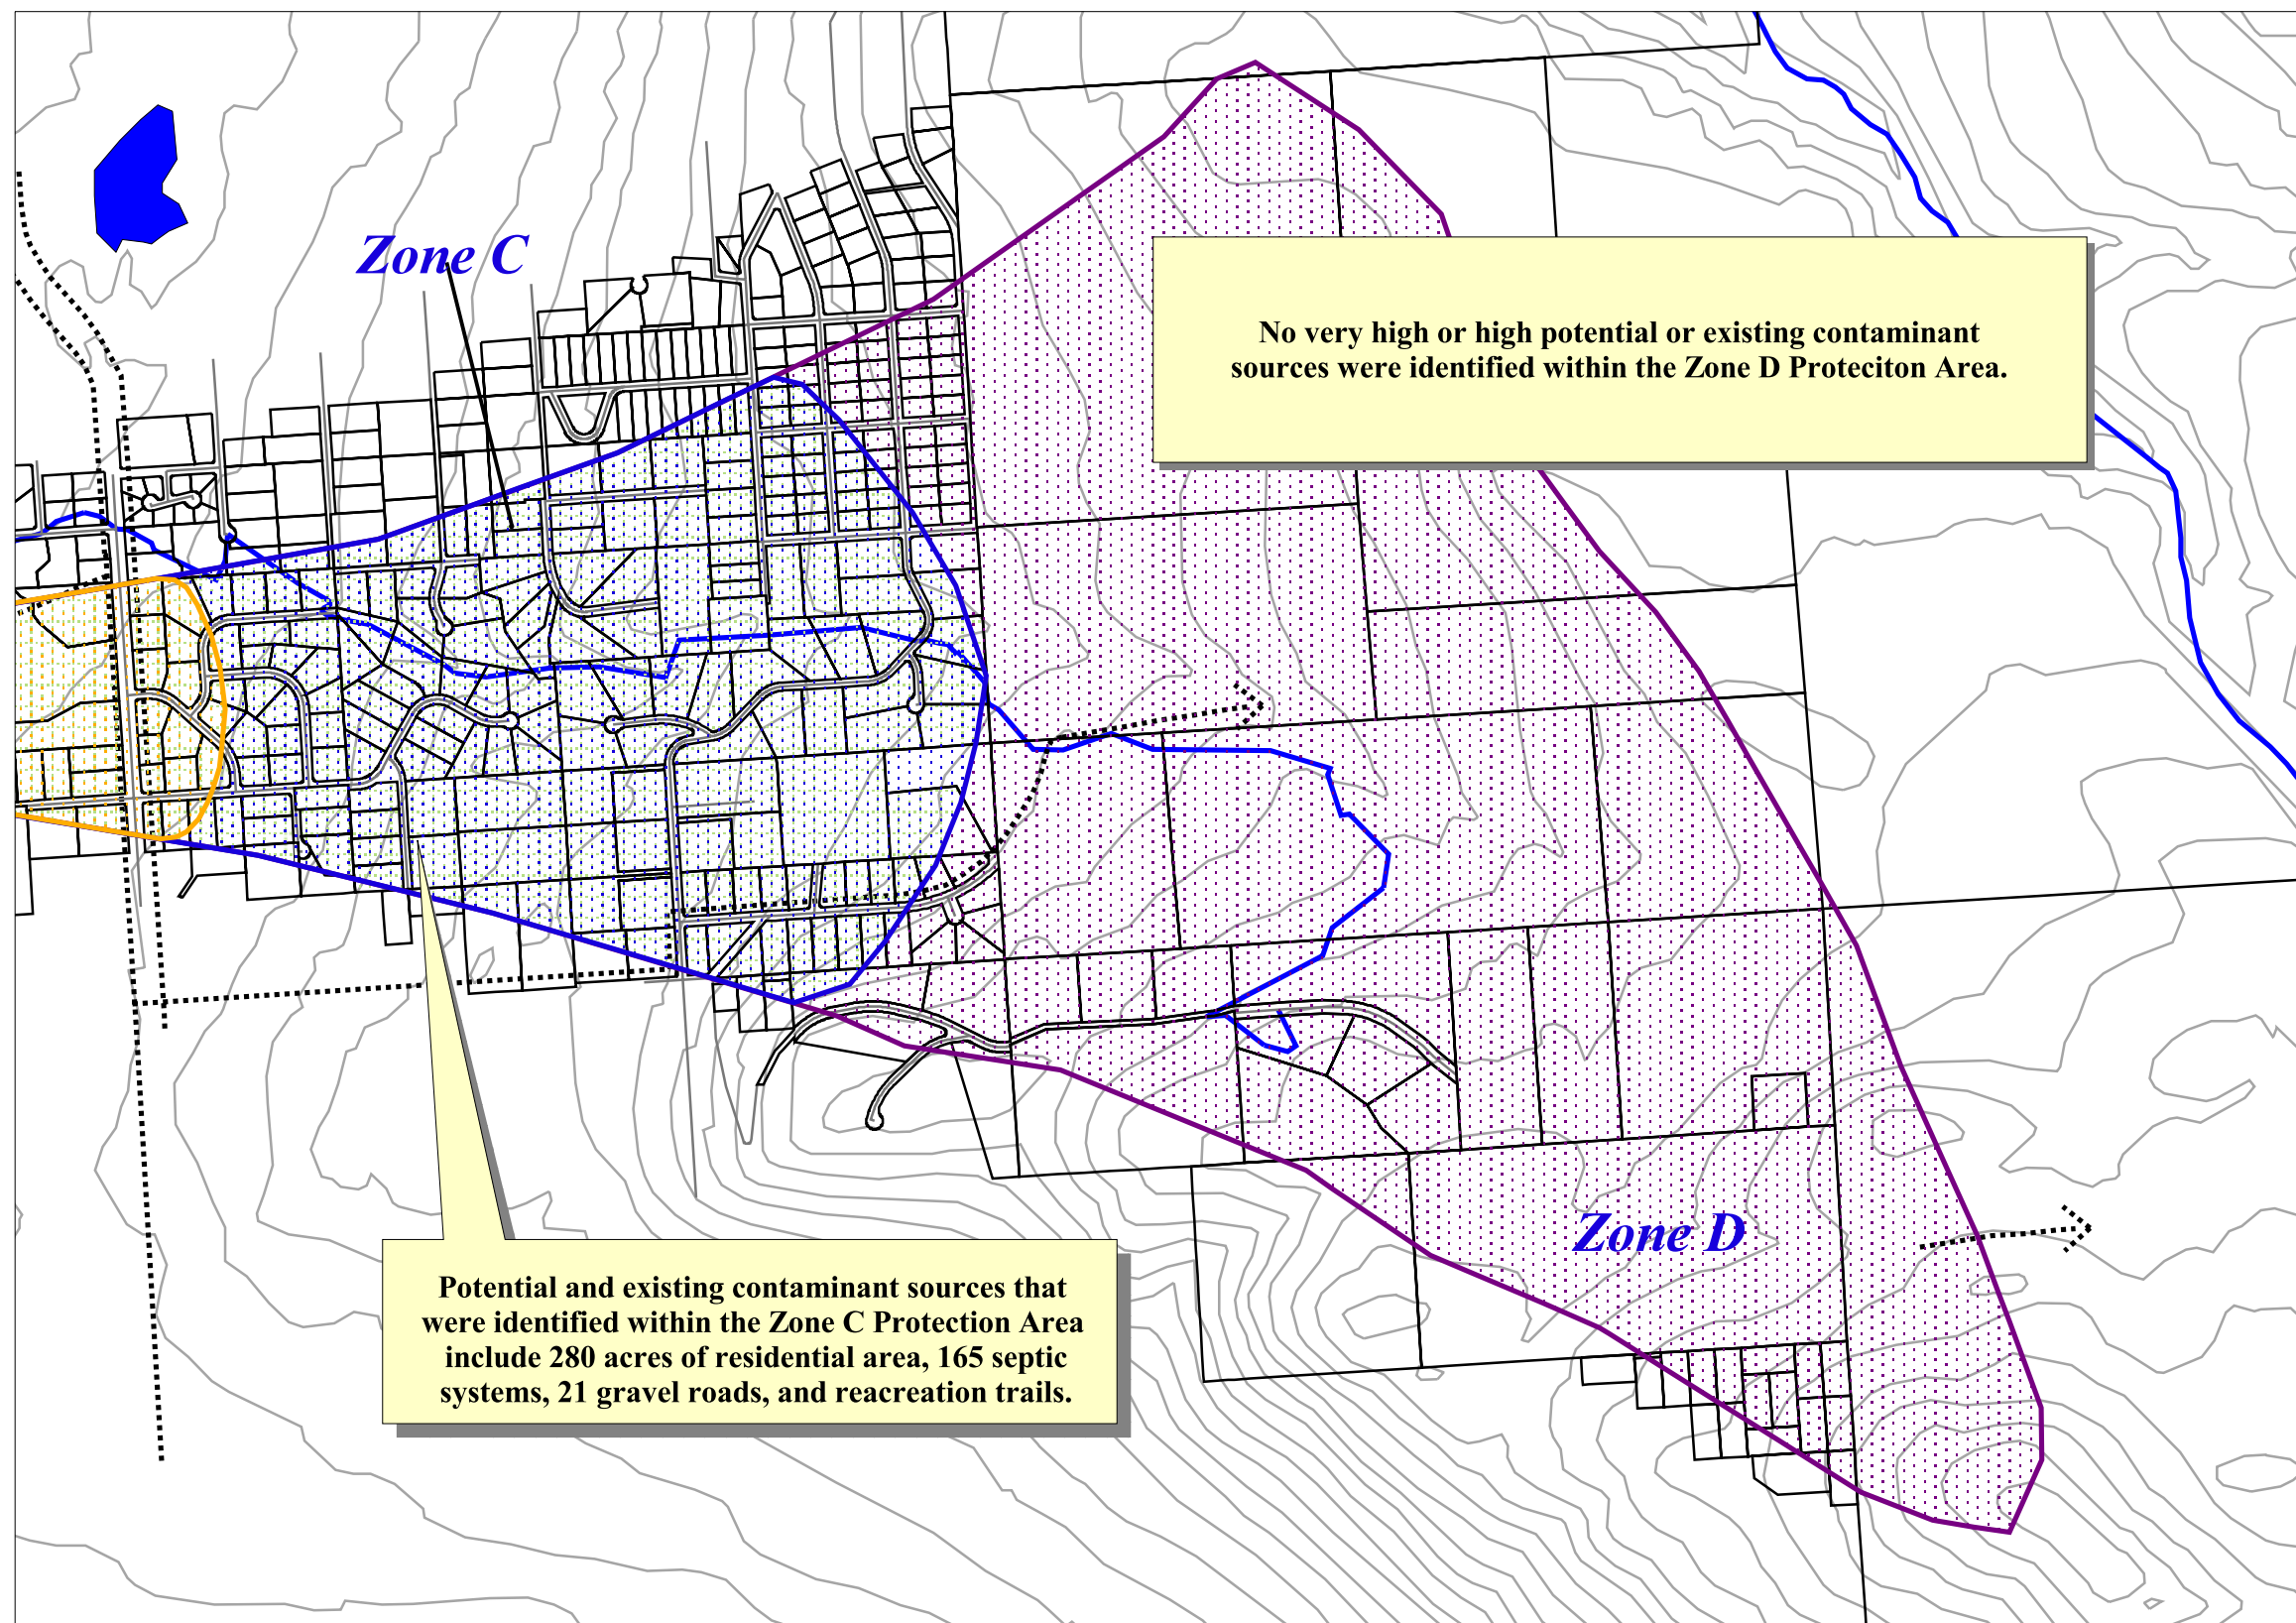 Zone C
No very high or high potential or existing contaminant
sources were identified within the Zone D Proteciton Area.
Zone D
Potential and existing contaminant sources that
were identified within the Zone C Protection Area
include 280 acres of residential area, 165 septic
systems, 21 gravel roads, and reacreation trails.